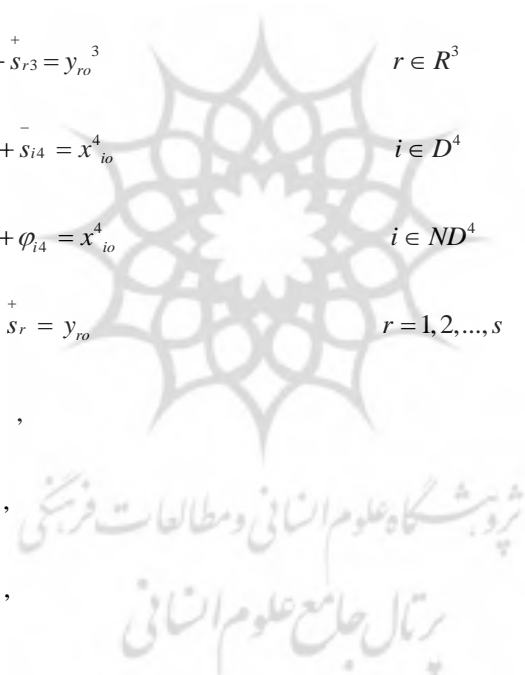 - s⁺r3 = yro³ r ∈ R³
+ s⁻i4 = x⁴io i ∈ D⁴
+ φi4 = x⁴io i ∈ ND⁴
s⁺r = yro r = 1, 2, ..., s
,
,
پژوهشگاه علوم انسانی و مطالعات فرهنگی
,
پرتال جامع علوم انسانی